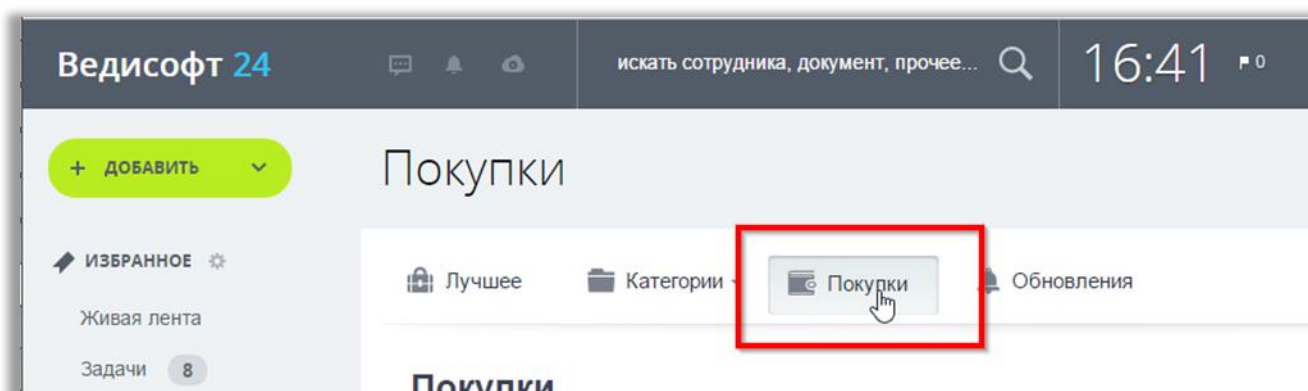 Ведисофт 24
искать сотрудника, документ, прочее...
16:41
0
+ ДОБАВИТЬ
Покупки
ИЗБРАННОЕ
Лучшее
Категории
Покупки
Обновления
Живая лента
Задачи 8
Покупки